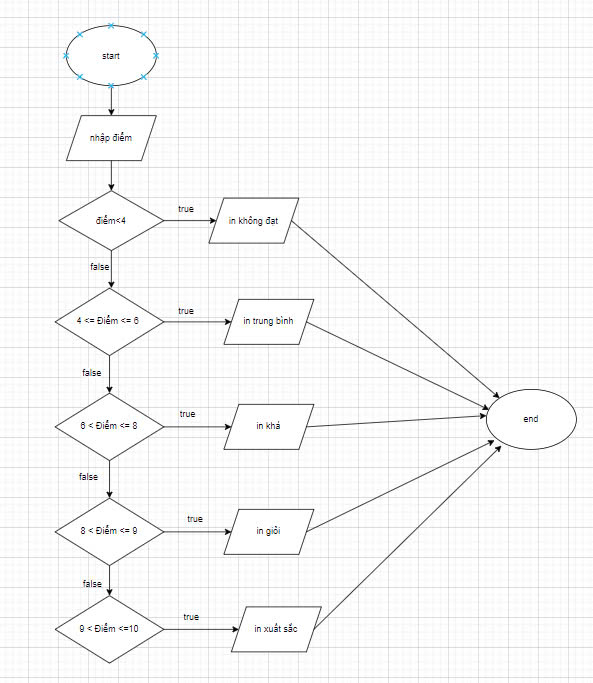 start
nhập điểm
điểm<4
true
in không đạt
false
4 <= Điểm <= 6
true
in trung bình
false
6 < Điểm <= 8
true
in khá
end
false
8 < Điểm <= 9
true
in giỏi
false
9 < Điểm <=10
true
in xuất sắc